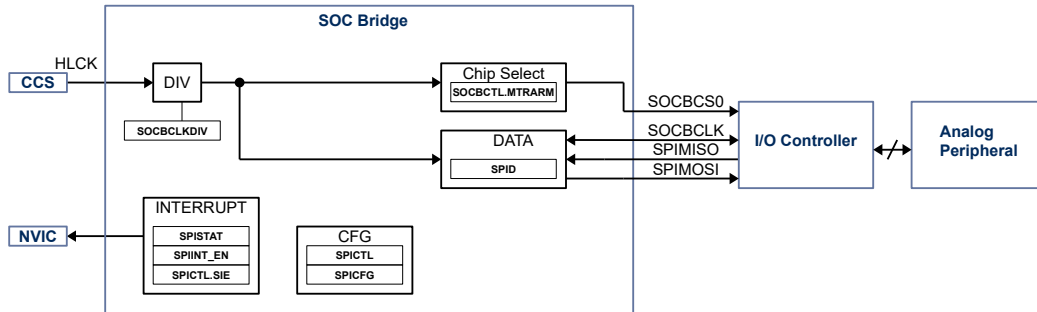 SOC Bridge
HLCK
CCS
DIV
SOCBCLKDIV
Chip Select
SOCBCTL.MTRARM
DATA
SPID
SOCBCS0
SOCBCLK
SPIMISO
SPIMOSI
I/O Controller
Analog
Peripheral
NVIC
INTERRUPT
SPISTAT
SPIINT_EN
SPICTL.SIE
CFG
SPICTL
SPICFG